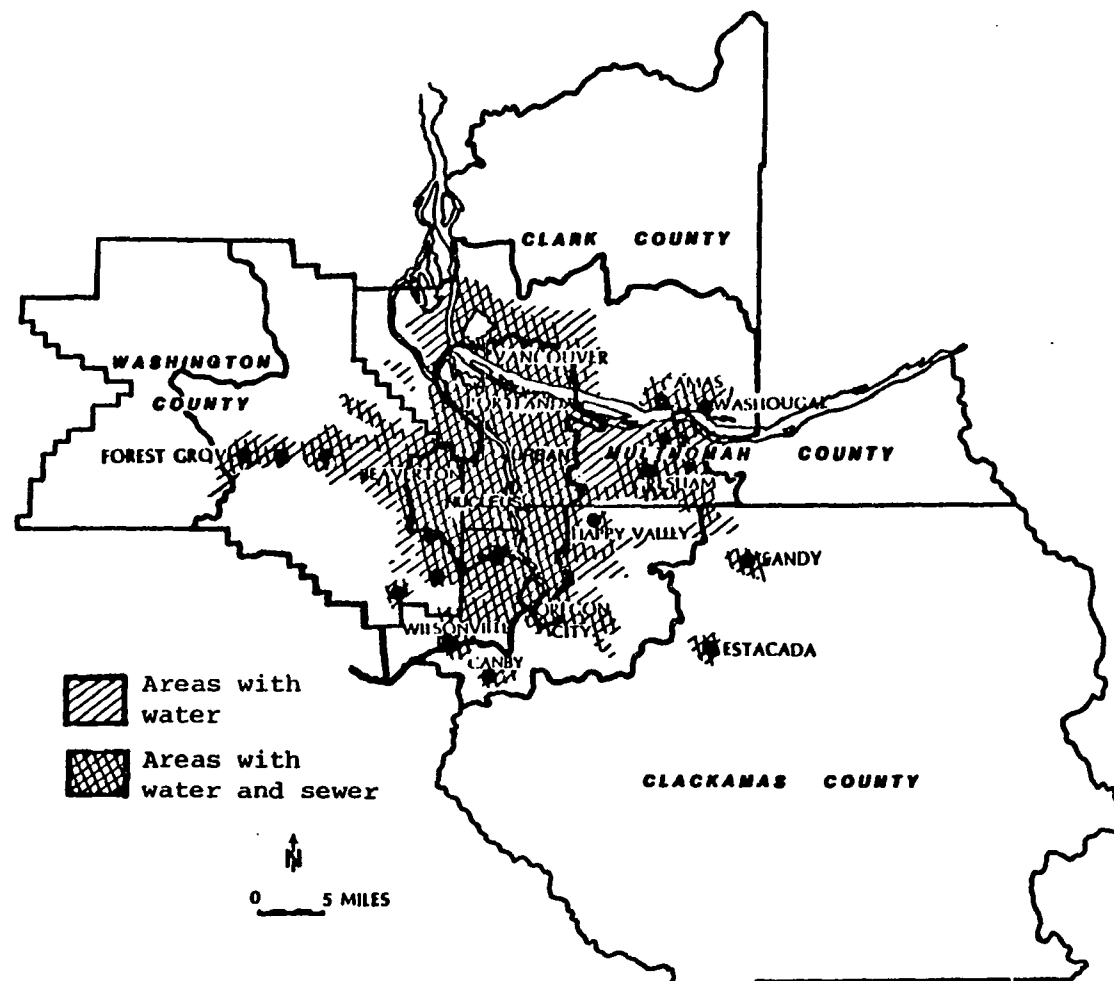 CLARK COUNTY
WASHINGTON
COUNTY
VANCOUVER
PORTLAND
CAMAS
WASHOUGAL
FOREST GROV
BEAVERTON
URBAN
NUCLEUS
MULTNOMAH COUNTY
GRESHAM
HAPPY VALLEY
SANDY
OREGON
CITY
WILSONVILLE
CANBY
ESTACADA
Areas with
water
Areas with
water and sewer
CLACKAMAS COUNTY
N
0 5 MILES